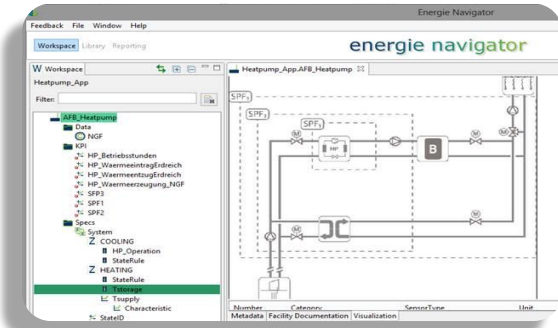 Energie Navigator
Feedback File Window Help
Workspace Library Reporting
energie navigator
W Workspace
Heatpump_App.AFB_Heatpump
Heatpump_App
Filter:
AFB_Heatpump
Data
NGF
KPI
HP_Betriebsstunden
HP_WaermeeintragErdreich
HP_WaermeentzugErdreich
HP_Waermeerzeugung_NGF
SFP3
SPF1
SPF2
Specs
System
Z COOLING
HP_Operation
StateRule
Z HEATING
StateRule
Tstorage
Tsupply
Characteristic
StateID
SPF₃
SPF₂
SPF₁
M
M
M
HP
B
M
M
M
Number Category SensorType Unit
Metadata Facility Documentation Visualization